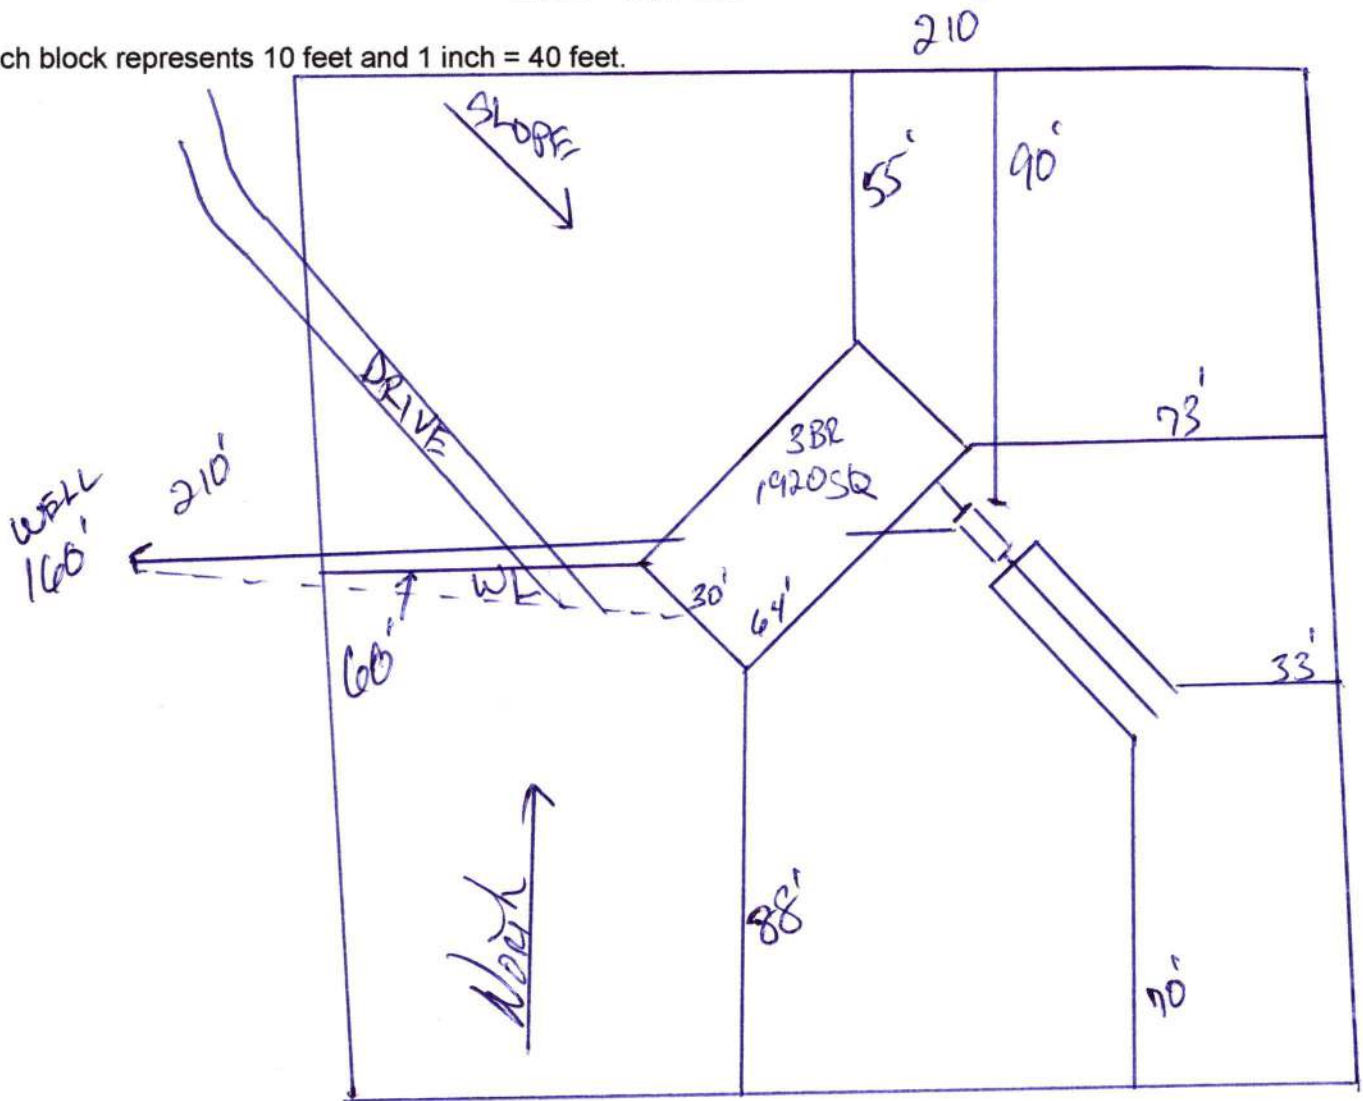 210
ch block represents 10 feet and 1 inch = 40 feet.
SLOPE
55'
90'
DRIVE
73'
3BR
1920SQ
210'
WELL
160'
WL
30'
64'
60'
33'
North
88'
70'